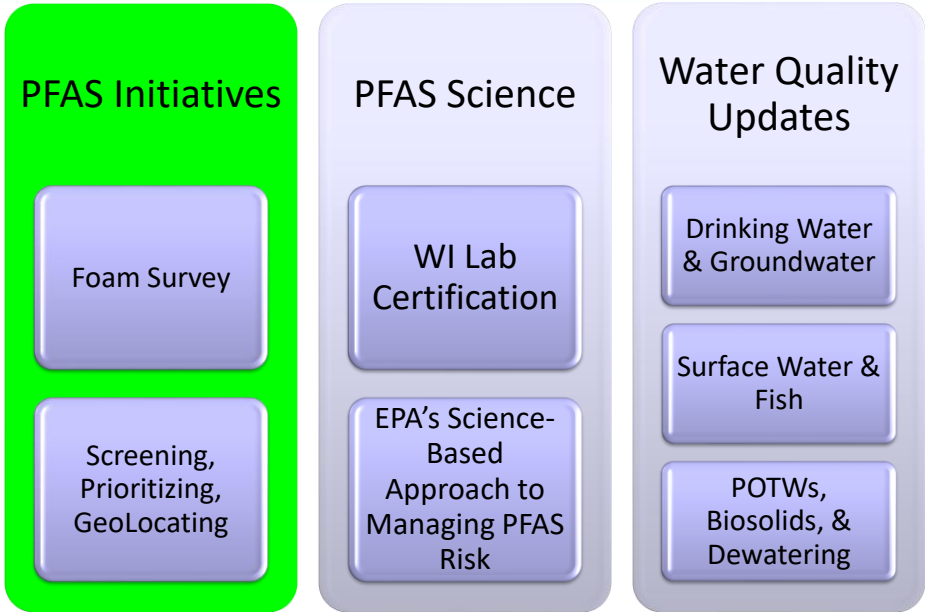 PFAS Initiatives
Foam Survey
Screening,
Prioritizing,
GeoLocating
PFAS Science
WI Lab
Certification
EPA’s Science-
Based
Approach to
Managing PFAS
Risk
Water Quality
Updates
Drinking Water
& Groundwater
Surface Water &
Fish
POTWs,
Biosolids, &
Dewatering